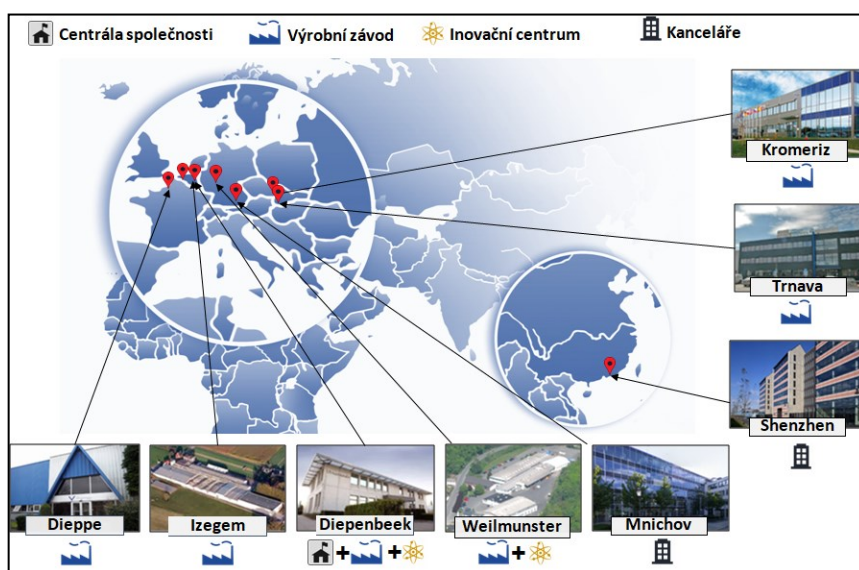 Centrála společnosti
Výrobní závod
Inovační centrum
Kanceláře
Kromeriz
Trnava
Shenzhen
Dieppe
Izegem
Diepenbeek
Weilmunster
Mnichov
+ +
+